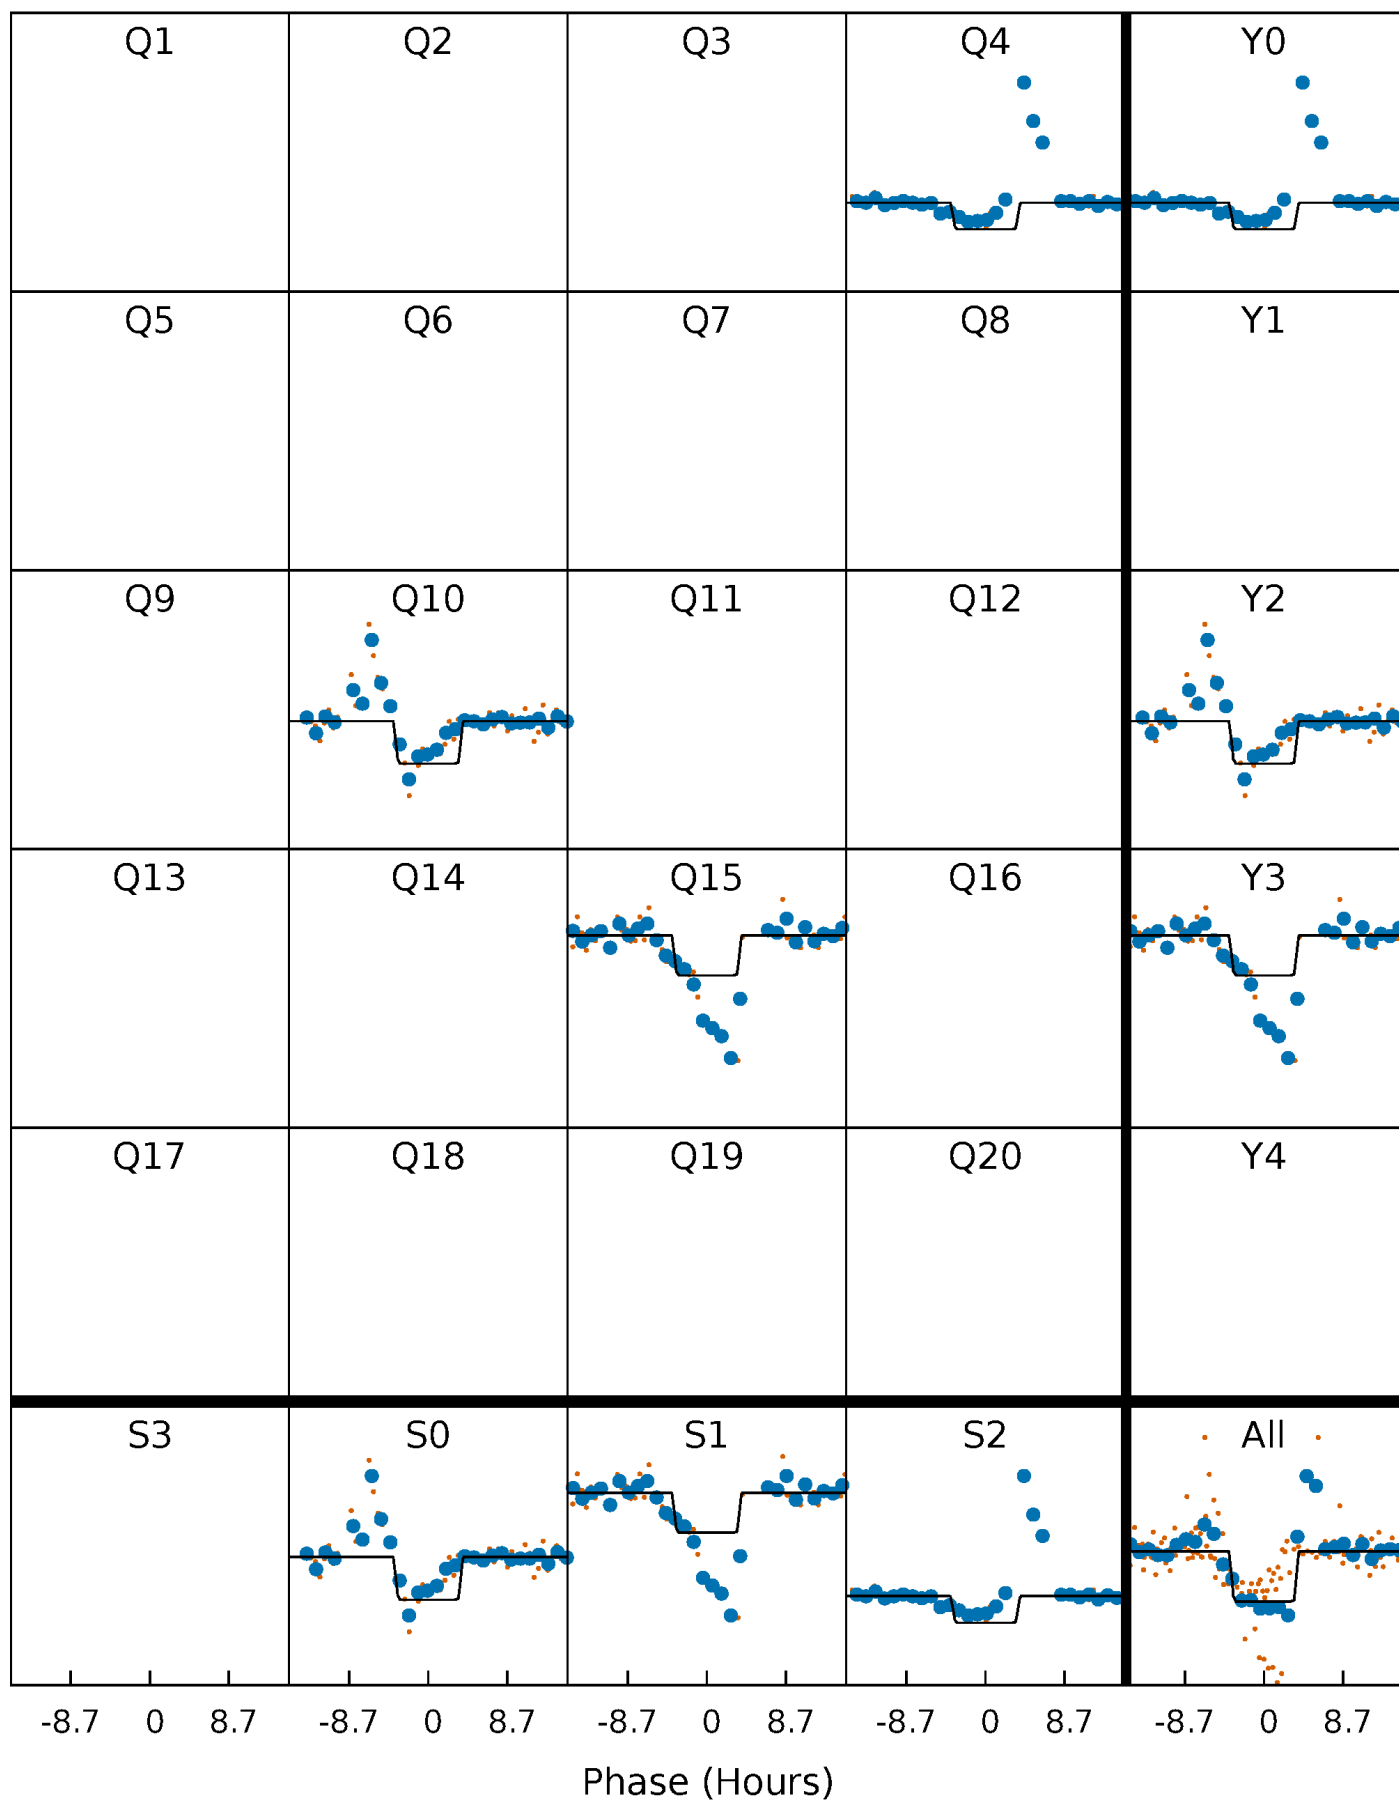 Q1 Q2 Q3 Q4 Y0
Q5 Q6 Q7 Q8 Y1
Q9 Q10 Q11 Q12 Y2
Q13 Q14 Q15 Q16 Y3
Q17 Q18 Q19 Q20 Y4
S3 S0 S1 S2 All
-8.7 0 8.7 -8.7 0 8.7 -8.7 0 8.7 -8.7 0 8.7 -8.7 0 8.7
Phase (Hours)